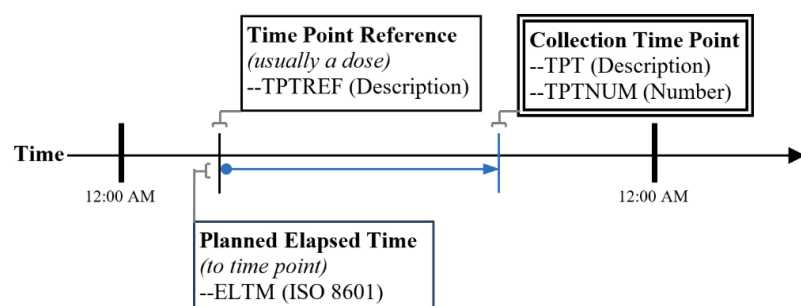 Time Point Reference
(usually a dose)
--TPTREF (Description)
Collection Time Point
--TPT (Description)
--TPTNUM (Number)
Time
12:00 AM
12:00 AM
Planned Elapsed Time
(to time point)
--ELTM (ISO 8601)